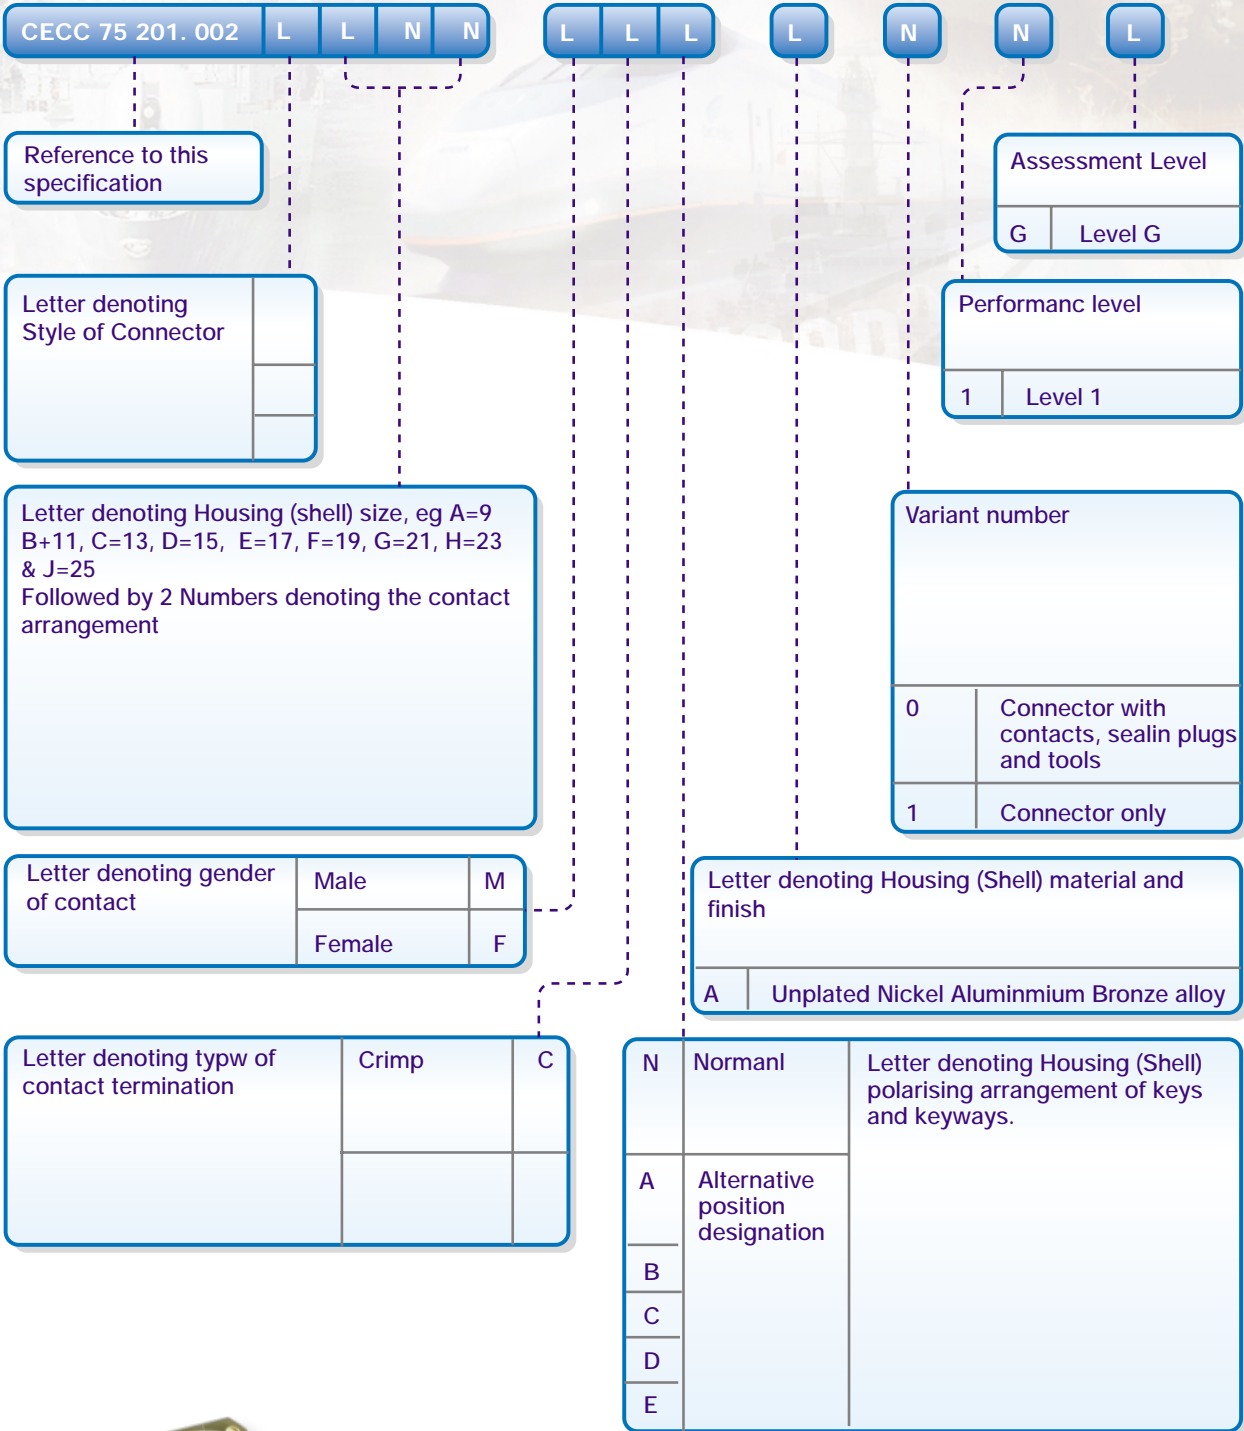 CECC 75 201. 002 L L N N L L L L N N L
Reference to this
specification
Assessment Level
G Level G
Letter denoting
Style of Connector
Performanc level
1 Level 1
Letter denoting Housing (shell) size, eg A=9
B+11, C=13, D=15, E=17, F=19, G=21, H=23
& J=25
Followed by 2 Numbers denoting the contact
arrangement
Variant number
0 Connector with
contacts, sealin plugs
and tools
1 Connector only
Letter denoting gender
of contact
Male M
Female F
Letter denoting Housing (Shell) material and
finish
A Unplated Nickel Aluminmium Bronze alloy
Letter denoting typw of
contact termination
Crimp C
N Normanl
Letter denoting Housing (Shell)
polarising arrangement of keys
and keyways.
A Alternative
position
designation
B
C
D
E